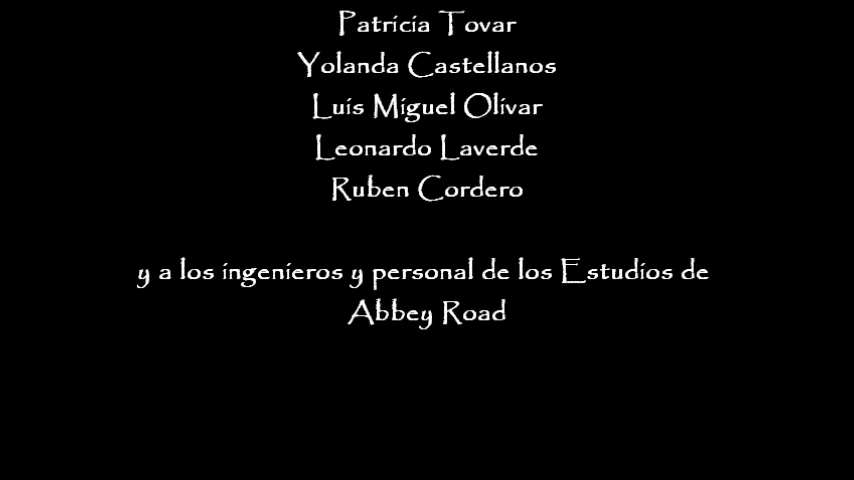 Patricia Tovar
Yolanda Castellanos
Luis Miguel Olivar
Leonardo Laverde
Ruben Cordero
y a los ingenieros y personal de los Estudios de
Abbey Road